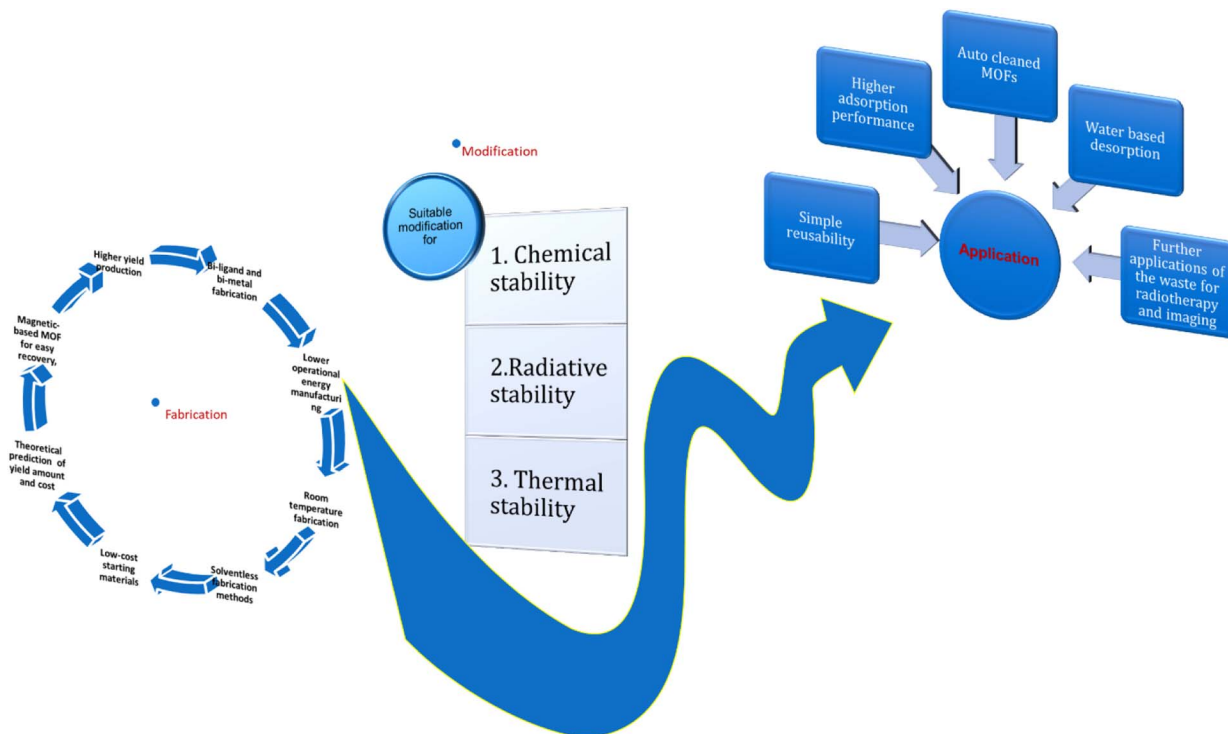 Fabrication
Higher yield
production
Bi-ligand and
bi-metal
fabrication
Lower
operational
energy
manufacturi
ng
Room
temperature
fabrication
Solventless
fabrication
methods
Low-cost
starting
materials
Theoretical
prediction of
yield amount
and cost
Magnetic-
based MOF
for easy
recovery,
Modification
Suitable
modification
for
1. Chemical
stability
2.Radiative
stability
3. Thermal
stability
Application
Simple
reusability
Higher
adsorption
performance
Auto cleaned
MOFs
Water based
desorption
Further
applications of
the waste for
radiotherapy
and imaging